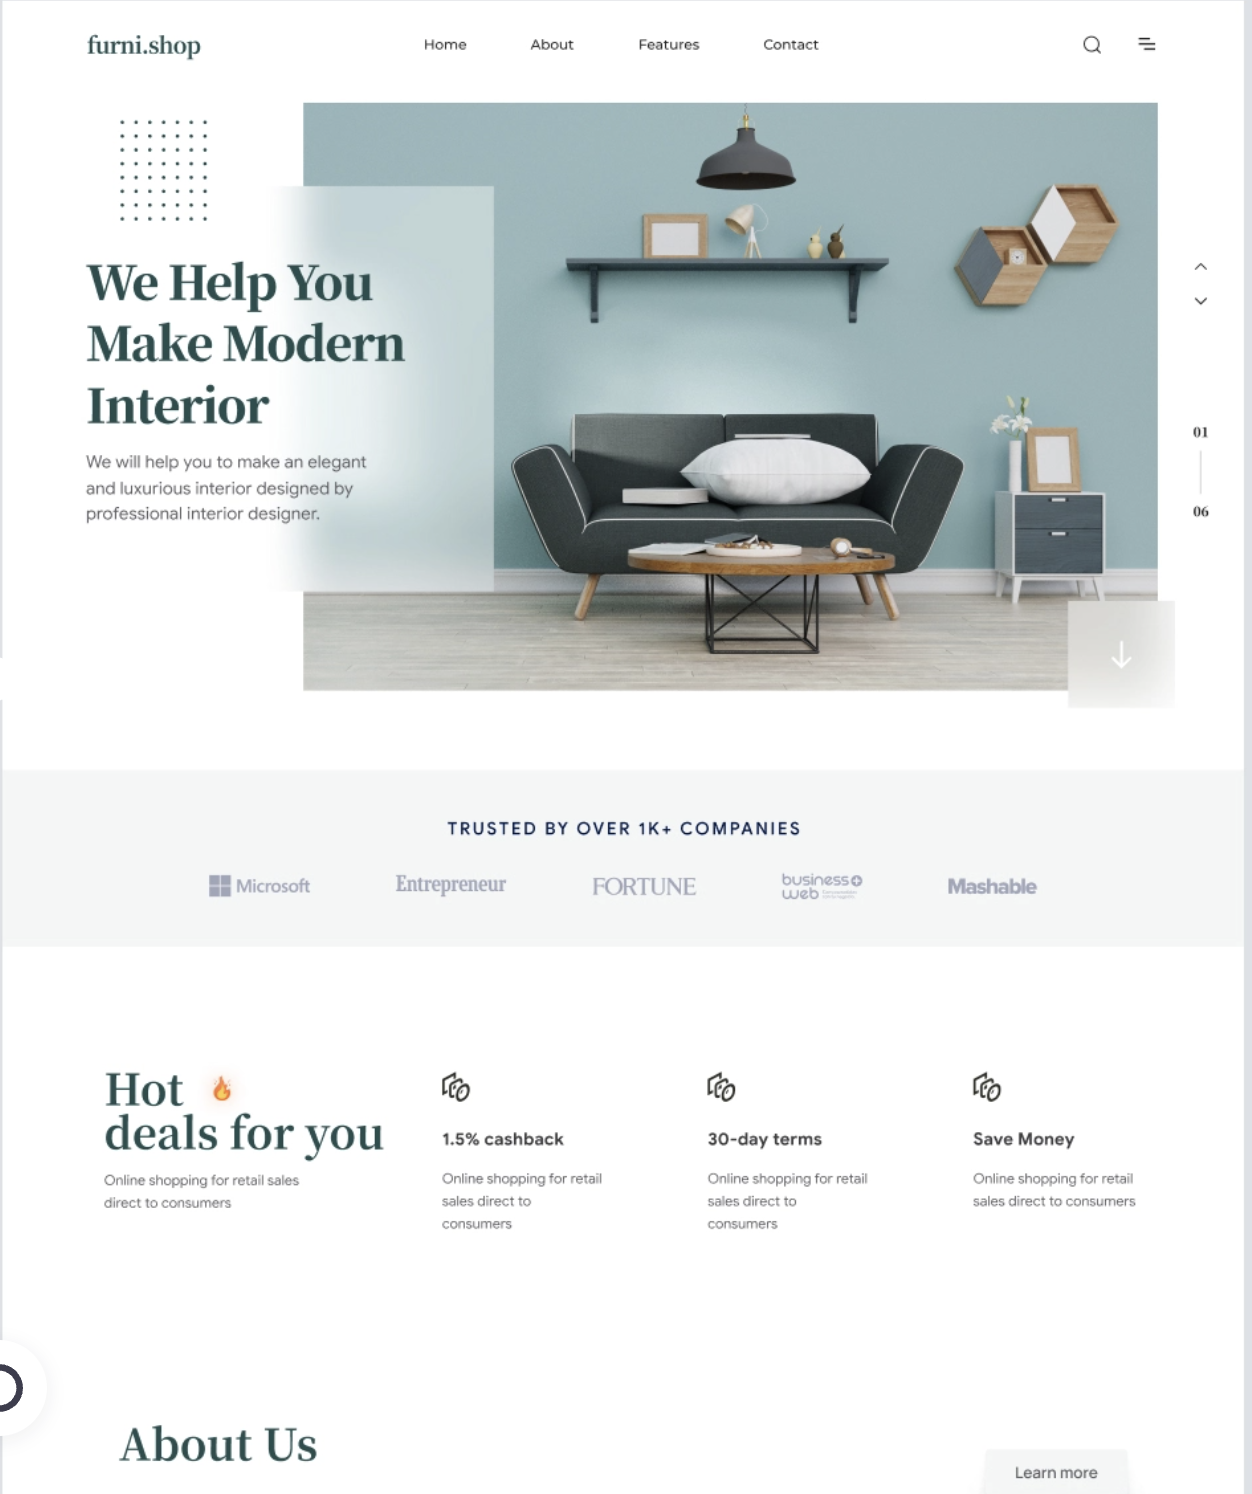 furni.shop
Home
About
Features
Contact
We Help You
Make Modern
Interior
We will help you to make an elegant
and luxurious interior designed by
professional interior designer.
01
06
TRUSTED BY OVER 1K+ COMPANIES
Microsoft
Entrepreneur
FORTUNE
business
web
Mashable
Hot 🔥
deals for you
Online shopping for retail sales
direct to consumers
1.5% cashback
Online shopping for retail
sales direct to
consumers
30-day terms
Online shopping for retail
sales direct to
consumers
Save Money
Online shopping for retail
sales direct to consumers
About Us
Learn more